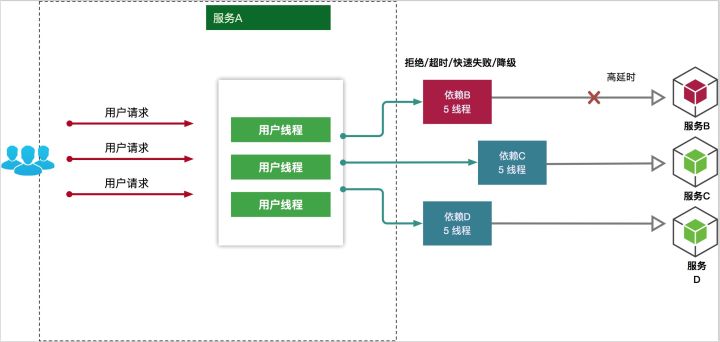 服务A
拒绝/超时/快速失败/降级
用户请求
用户请求
用户请求
用户线程
用户线程
用户线程
依赖B
5 线程
高延时
服务B
依赖C
5 线程
服务C
依赖D
5 线程
服务
D